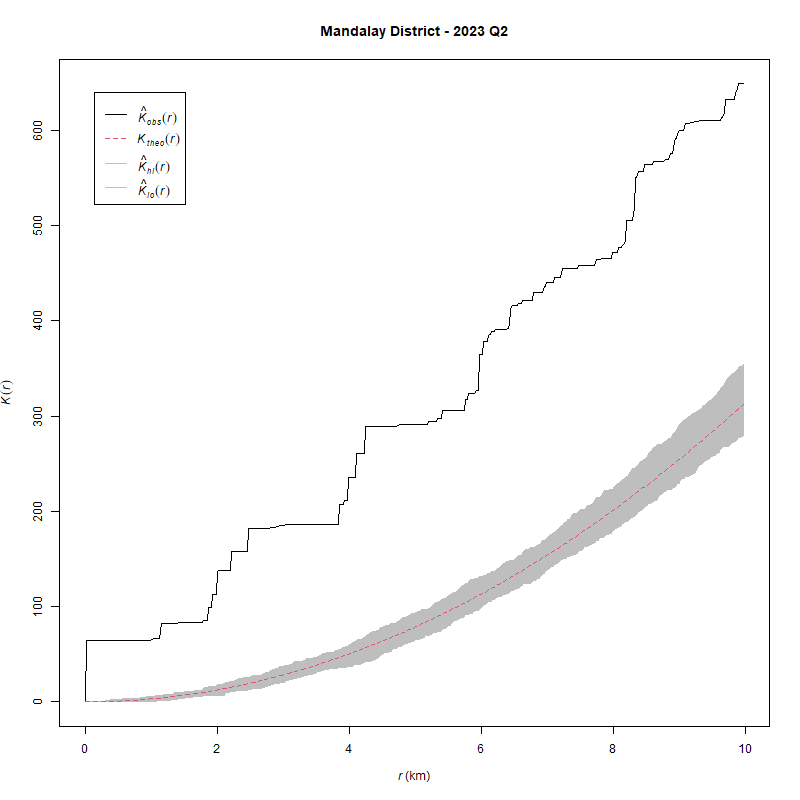 Mandalay District - 2023 Q2
K̂obs(r)
Ktheo(r)
K̂hi(r)
K̂lo(r)
K(r)
600
500
400
300
200
100
0
0 2 4 6 8 10
r (km)